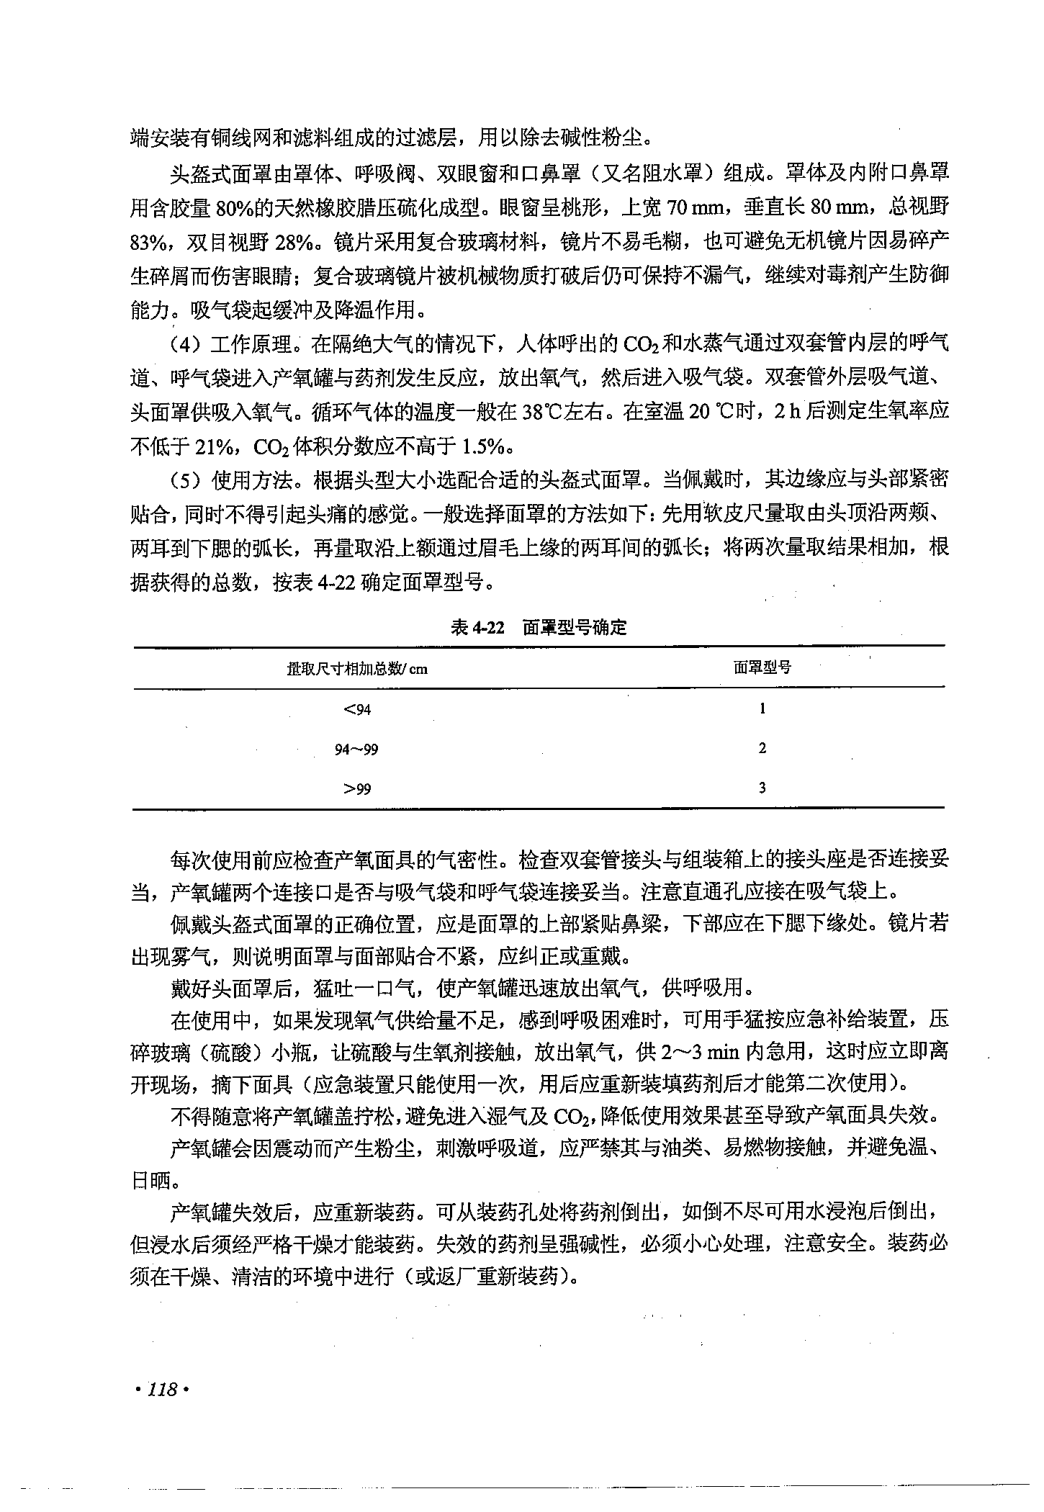 端安装有铜线网和滤料组成的过滤层，用以除去碱性粉尘。
头盔式面罩由罩体、呼吸阀、双眼窗和口鼻罩（又名阻水罩）组成。罩体及内附口鼻罩
用含胶量 80%的天然橡胶腊压硫化成型。眼窗呈桃形，上宽 70 mm，垂直长 80 mm，总视野
83%，双目视野 28%。镜片采用复合玻璃材料，镜片不易毛糊，也可避免无机镜片因易碎产
生碎屑而伤害眼睛；复合玻璃镜片被机械物质打破后仍可保持不漏气，继续对毒剂产生防御
能力。吸气袋起缓冲及降温作用。
（4）工作原理。在隔绝大气的情况下，人体呼出的 CO₂和水蒸气通过双套管内层的呼气
道、呼气袋进入产氧罐与药剂发生反应，放出氧气，然后进入吸气袋。双套管外层吸气道、
头面罩供吸入氧气。循环气体的温度一般在 38℃左右。在室温 20 ℃时，2 h 后测定生氧率应
不低于 21%，CO₂体积分数应不高于 1.5%。
（5）使用方法。根据头型大小选配合适的头盔式面罩。当佩戴时，其边缘应与头部紧密
贴合，同时不得引起头痛的感觉。一般选择面罩的方法如下：先用软皮尺量取由头顶沿两颊、
两耳到下腮的弧长，再量取沿上额通过眉毛上缘的两耳间的弧长；将两次量取结果相加，根
据获得的总数，按表 4-22 确定面罩型号。
表 4-22 面罩型号确定
量取尺寸相加总数/ cm 面罩型号
<94 1
94～99 2
>99 3
每次使用前应检查产氧面具的气密性。检查双套管接头与组装箱上的接头座是否连接妥
当，产氧罐两个连接口是否与吸气袋和呼气袋连接妥当。注意直通孔应接在吸气袋上。
佩戴头盔式面罩的正确位置，应是面罩的上部紧贴鼻梁，下部应在下腮下缘处。镜片若
出现雾气，则说明面罩与面部贴合不紧，应纠正或重戴。
戴好头面罩后，猛吐一口气，使产氧罐迅速放出氧气，供呼吸用。
在使用中，如果发现氧气供给量不足，感到呼吸困难时，可用手猛按应急补给装置，压
碎玻璃（硫酸）小瓶，让硫酸与生氧剂接触，放出氧气，供 2～3 min 内急用，这时应立即离
开现场，摘下面具（应急装置只能使用一次，用后应重新装填药剂后才能第二次使用）。
不得随意将产氧罐盖拧松，避免进入湿气及 CO₂，降低使用效果甚至导致产氧面具失效。
产氧罐会因震动而产生粉尘，刺激呼吸道，应严禁其与油类、易燃物接触，并避免温、
日晒。
产氧罐失效后，应重新装药。可从装药孔处将药剂倒出，如倒不尽可用水浸泡后倒出，
但浸水后须经严格干燥才能装药。失效的药剂呈强碱性，必须小心处理，注意安全。装药必
须在干燥、清洁的环境中进行（或返厂重新装药）。
·118·